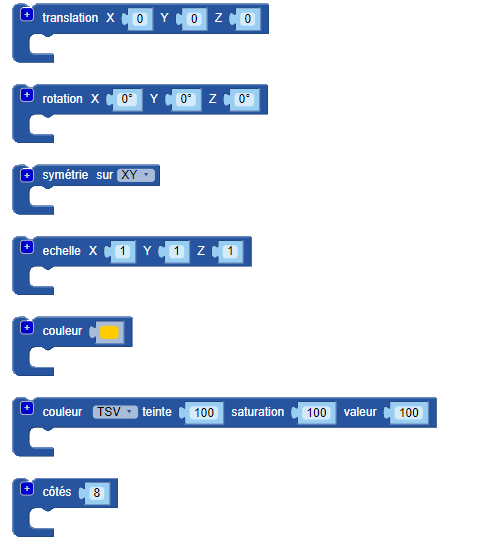 + translation X 0 Y 0 Z 0
+ rotation X 0° Y 0° Z 0°
+ symétrie sur XY
+ echelle X 1 Y 1 Z 1
+ couleur
+ couleur TSV teinte 100 saturation 100 valeur 100
+ côtés 8